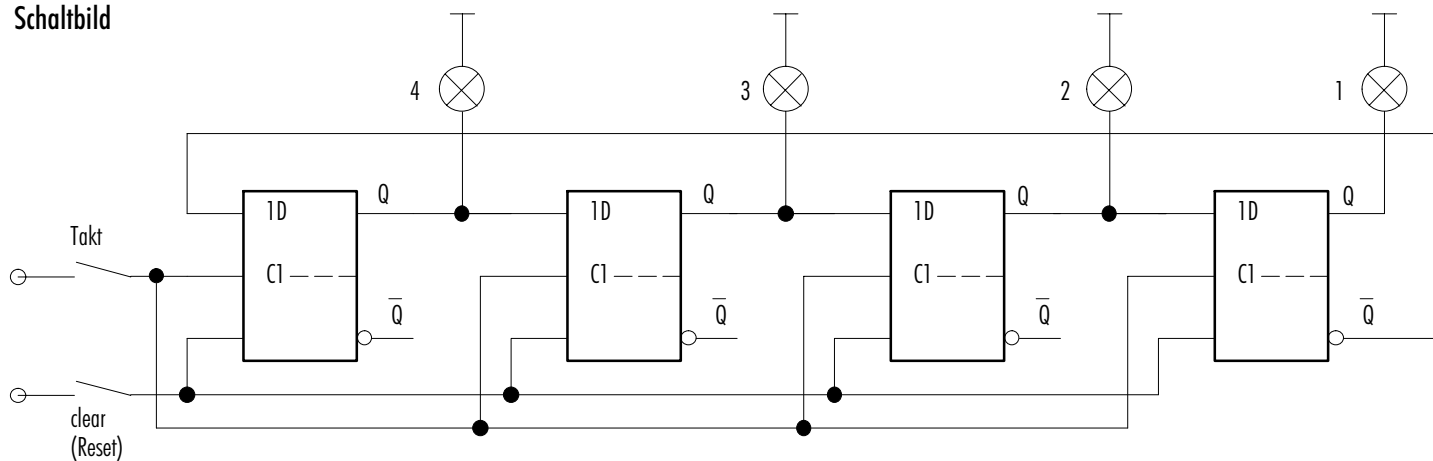 Schaltbild
4
3
2
1
Q
Q
Q
Q
1D
1D
1D
1D
Takt
C1
C1
C1
C1
Q̅
Q̅
Q̅
Q̅
clear
(Reset)